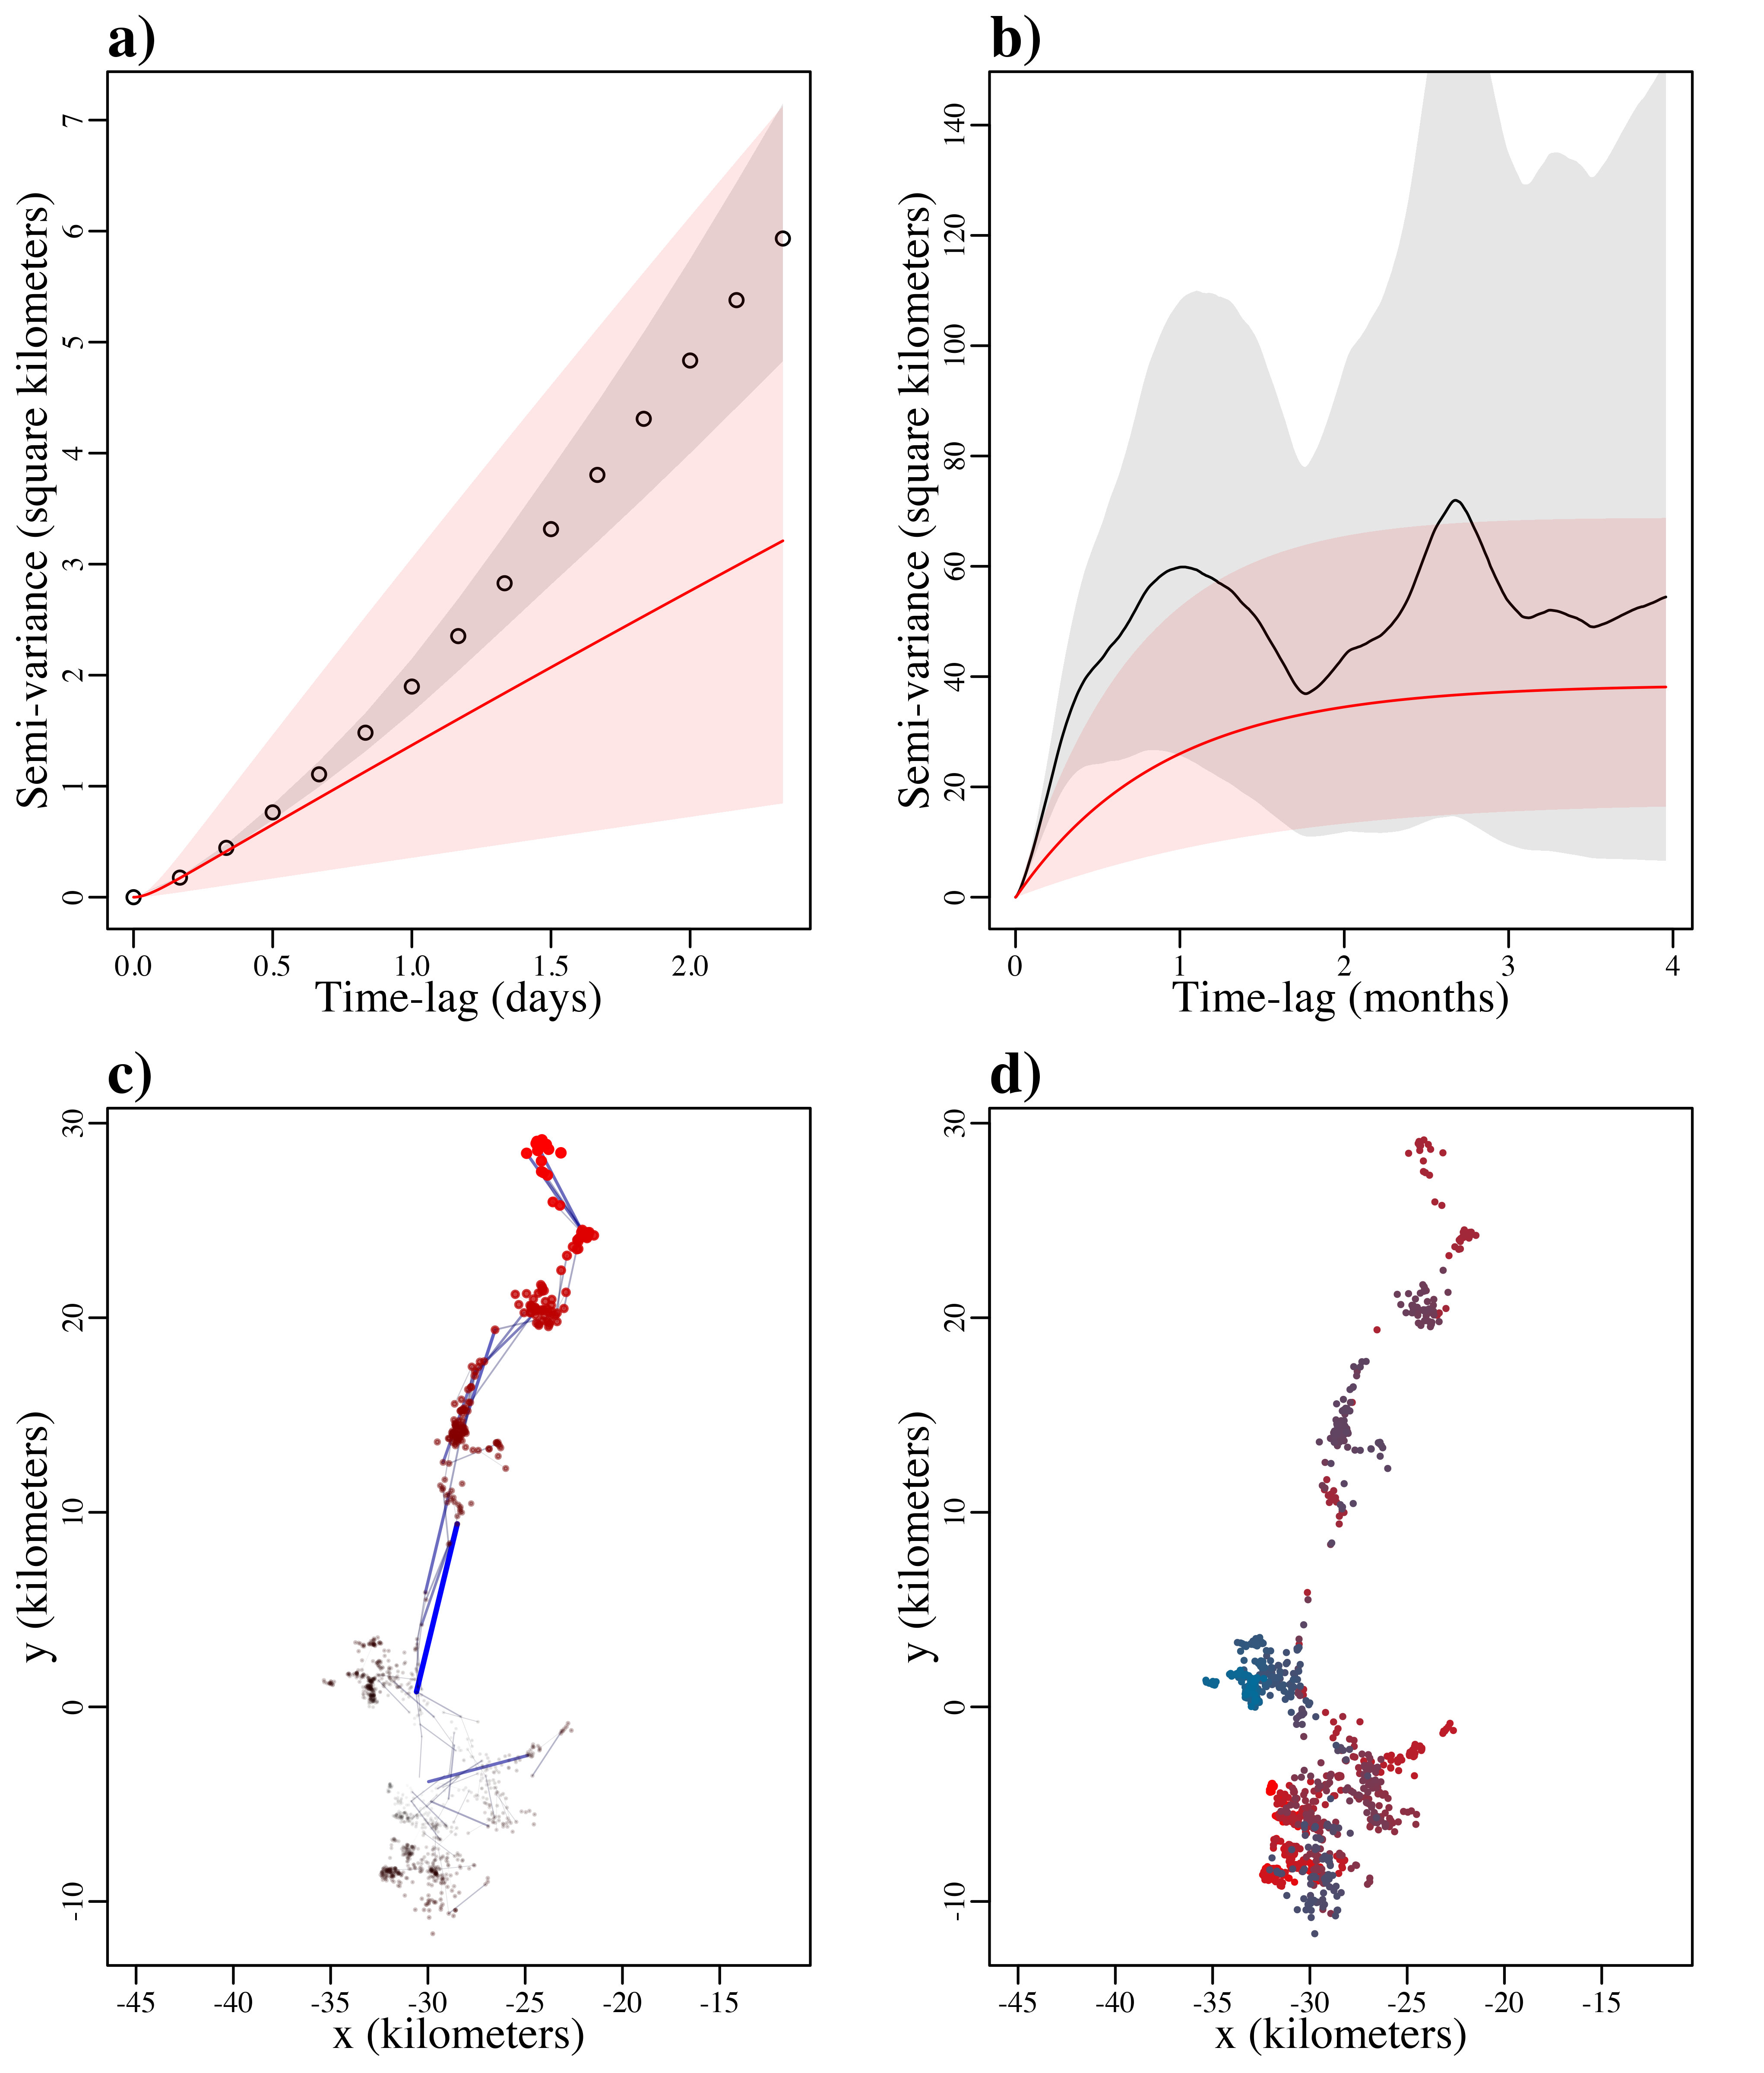 a)
Semi-variance (square kilometers)
7
6
5
4
3
2
1
0
0.0 0.5 1.0 1.5 2.0
Time-lag (days)
b)
Semi-variance (square kilometers)
140
120
100
80
60
40
20
0
0 1 2 3 4
Time-lag (months)
c)
y (kilometers)
30
20
10
0
-10
-45 -40 -35 -30 -25 -20 -15
x (kilometers)
d)
y (kilometers)
30
20
10
0
-10
-45 -40 -35 -30 -25 -20 -15
x (kilometers)